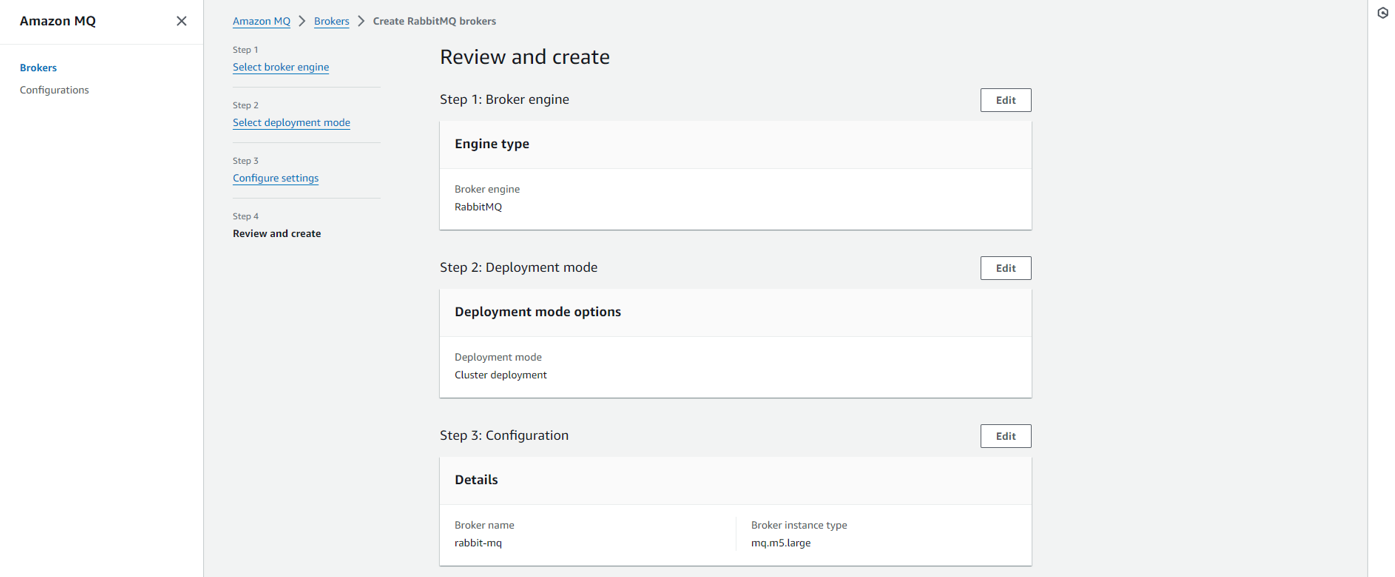 Amazon MQ
Brokers
Configurations
Amazon MQ > Brokers > Create RabbitMQ brokers
Step 1
Select broker engine
Step 2
Select deployment mode
Step 3
Configure settings
Step 4
Review and create
Review and create
Step 1: Broker engine
Edit
Engine type
Broker engine
RabbitMQ
Step 2: Deployment mode
Edit
Deployment mode options
Deployment mode
Cluster deployment
Step 3: Configuration
Edit
Details
Broker name
rabbit-mq
Broker instance type
mq.m5.large